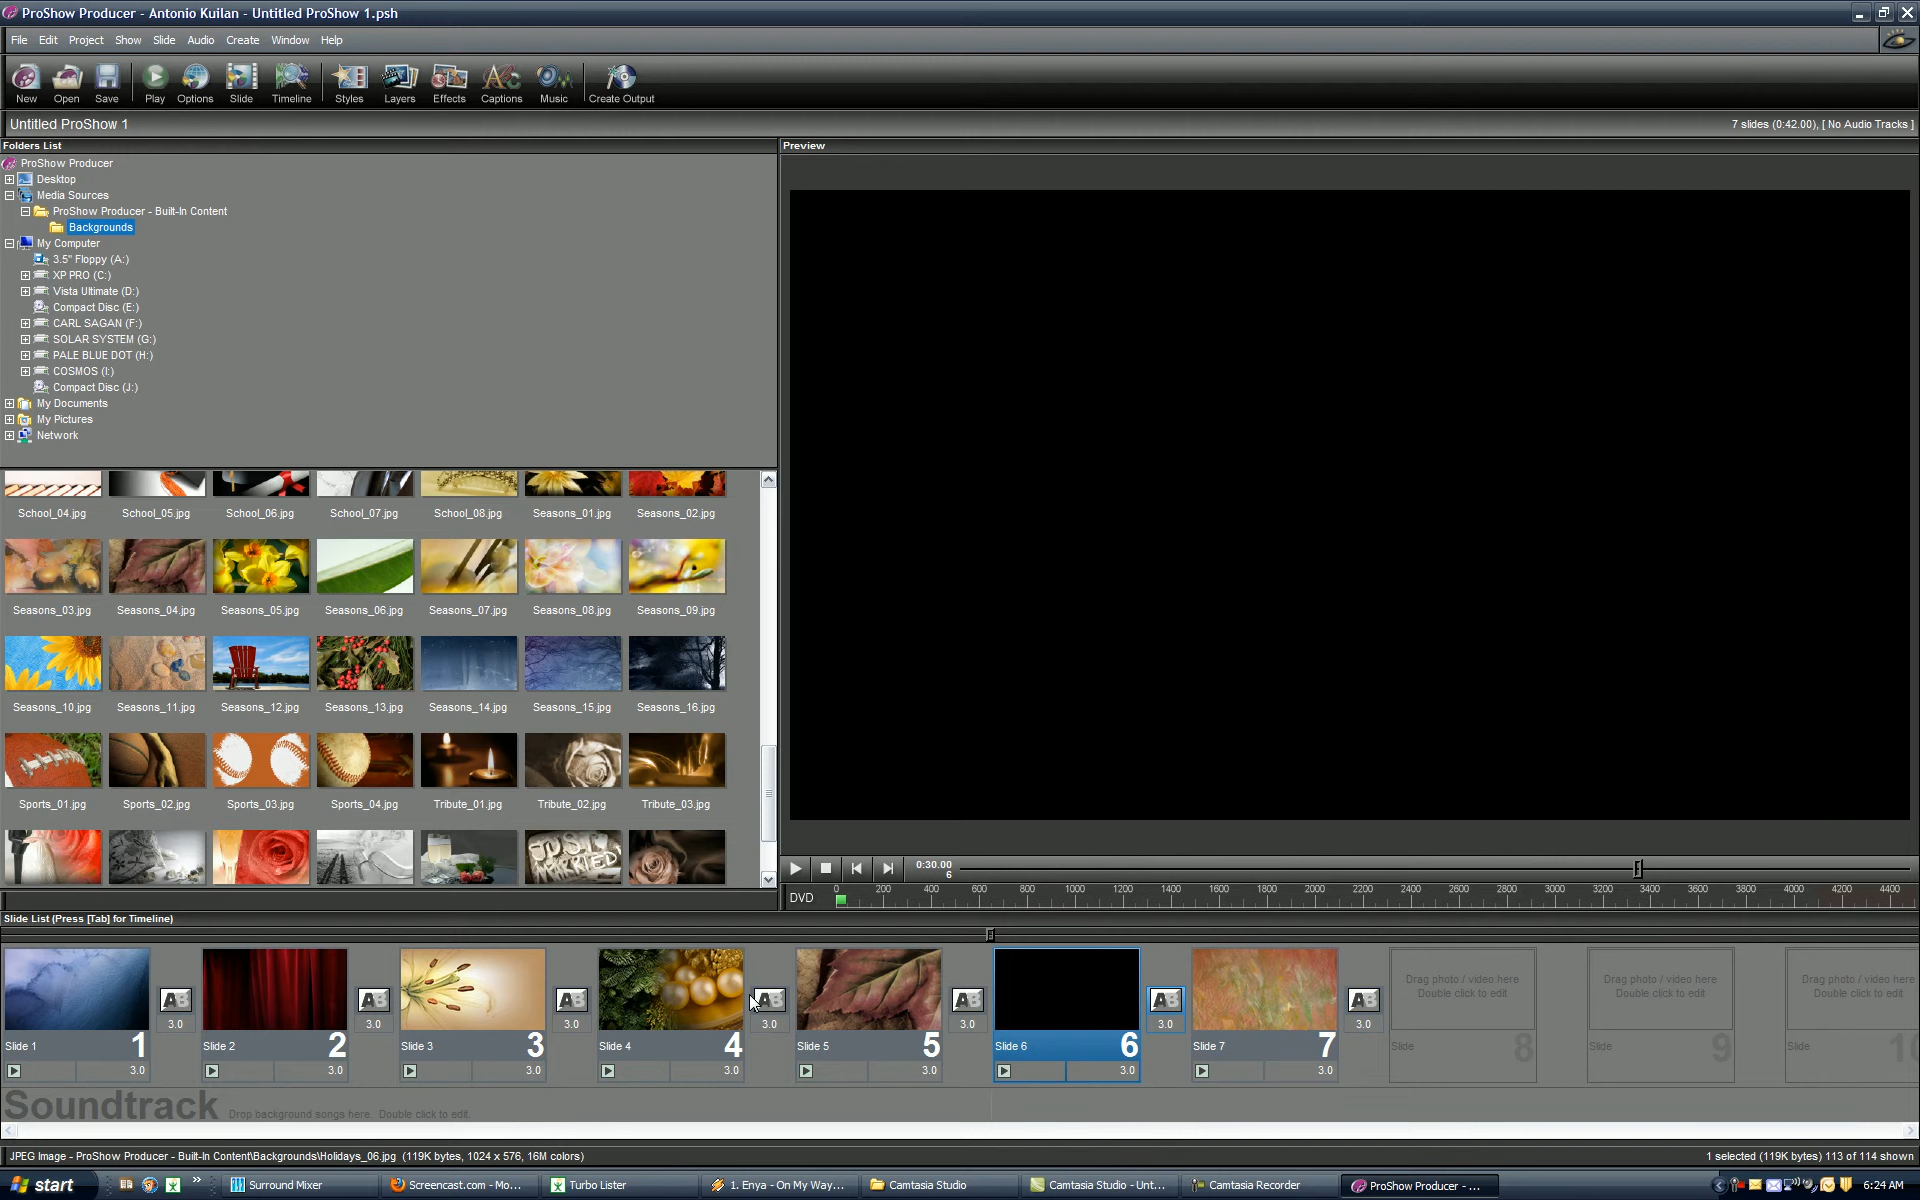 ProShow Producer - Antonio Kuilan - Untitled ProShow 1.psh
File Edit Project Show Slide Audio Create Window Help
New Open Save Play Options Slide Timeline Styles Layers Effects Captions Music Create Output
Untitled ProShow 1
7 slides (0:42.00), [ No Audio Tracks ]
Folders List
Preview
ProShow Producer
Desktop
Media Sources
ProShow Producer - Built-In Content
Backgrounds
My Computer
3.5" Floppy (A:)
XP PRO (C:)
Vista Ultimate (D:)
Compact Disc (E:)
CARL SAGAN (F:)
SOLAR SYSTEM (G:)
PALE BLUE DOT (H:)
COSMOS (I:)
Compact Disc (J:)
My Documents
My Pictures
Network
School_04.jpg School_05.jpg School_06.jpg School_07.jpg School_08.jpg Seasons_01.jpg Seasons_02.jpg
Seasons_03.jpg Seasons_04.jpg Seasons_05.jpg Seasons_06.jpg Seasons_07.jpg Seasons_08.jpg Seasons_09.jpg
Seasons_10.jpg Seasons_11.jpg Seasons_12.jpg Seasons_13.jpg Seasons_14.jpg Seasons_15.jpg Seasons_16.jpg
Sports_01.jpg Sports_02.jpg Sports_03.jpg Sports_04.jpg Tribute_01.jpg Tribute_02.jpg Tribute_03.jpg
JUST MARRIED
0:30.00
6
DVD 0 200 400 600 800 1000 1200 1400 1600 1800 2000 2200 2400 2600 2800 3000 3200 3400 3600 3800 4000 4200 4400
Slide List (Press [Tab] for Timeline)
AB AB AB AB AB AB AB
3.0 3.0 3.0 3.0 3.0 3.0 3.0
Drag photo / video here Drag photo / video here Drag photo / video here
Double click to edit Double click to edit Double click to edit
Slide 1 1 Slide 2 2 Slide 3 3 Slide 4 4 Slide 5 5 Slide 6 6 Slide 7 7 Slide 8 Slide 9 Slide 10
3.0 3.0 3.0 3.0 3.0 3.0 3.0
Soundtrack Drop background songs here. Double click to edit.
JPEG Image - ProShow Producer - Built-In Content\Backgrounds\Holidays_06.jpg (119K bytes, 1024 x 576, 16M colors)
1 selected (119K bytes) 113 of 114 shown
start Surround Mixer Screencast.com - Mo... Turbo Lister 1. Enya - On My Way... Camtasia Studio Camtasia Studio - Unt... Camtasia Recorder ProShow Producer - ... 6:24 AM